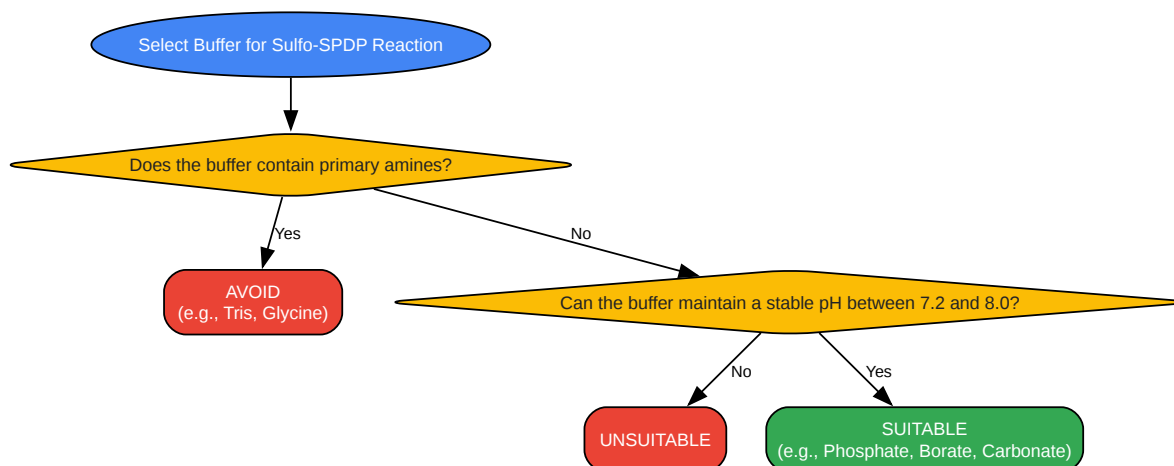 Select Buffer for Sulfo-SPDP Reaction
Does the buffer contain primary amines?
Yes
No
AVOID
(e.g., Tris, Glycine)
Can the buffer maintain a stable pH between 7.2 and 8.0?
No
Yes
UNSUITABLE
SUITABLE
(e.g., Phosphate, Borate, Carbonate)